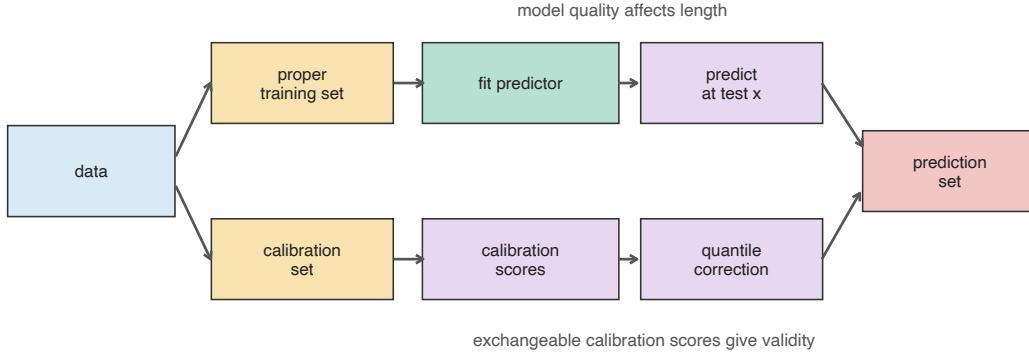 model quality affects length
proper
training set
fit predictor
predict
at test x
data
prediction
set
calibration
set
calibration
scores
quantile
correction
exchangeable calibration scores give validity